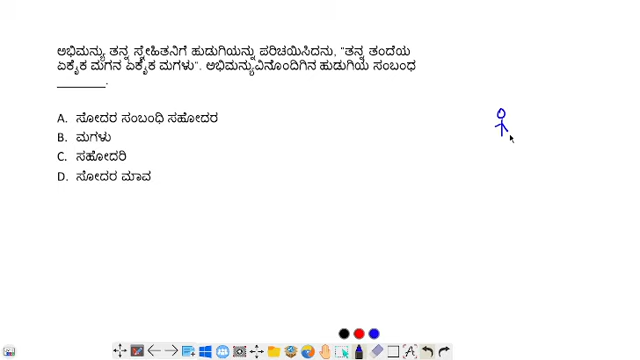 ಅಭಿಮನ್ಯು ತನ್ನ ಸ್ನೇಹಿತನಿಗೆ ಹುಡುಗಿಯನ್ನು ಪರಿಚಯಿಸಿದನು, "ತನ್ನ ತಂದೆಯ
ಏಕೈಕ ಮಗನ ಏಕೈಕ ಮಗಳು". ಅಭಿಮನ್ಯುವಿನೊಂದಿಗಿನ ಹುಡುಗಿಯ ಸಂಬಂಧ
________.
A. ಸೋದರ ಸಂಬಂಧಿ ಸಹೋದರ
B. ಮಗಳು
C. ಸಹೋದರಿ
D. ಸೋದರ ಮಾವ